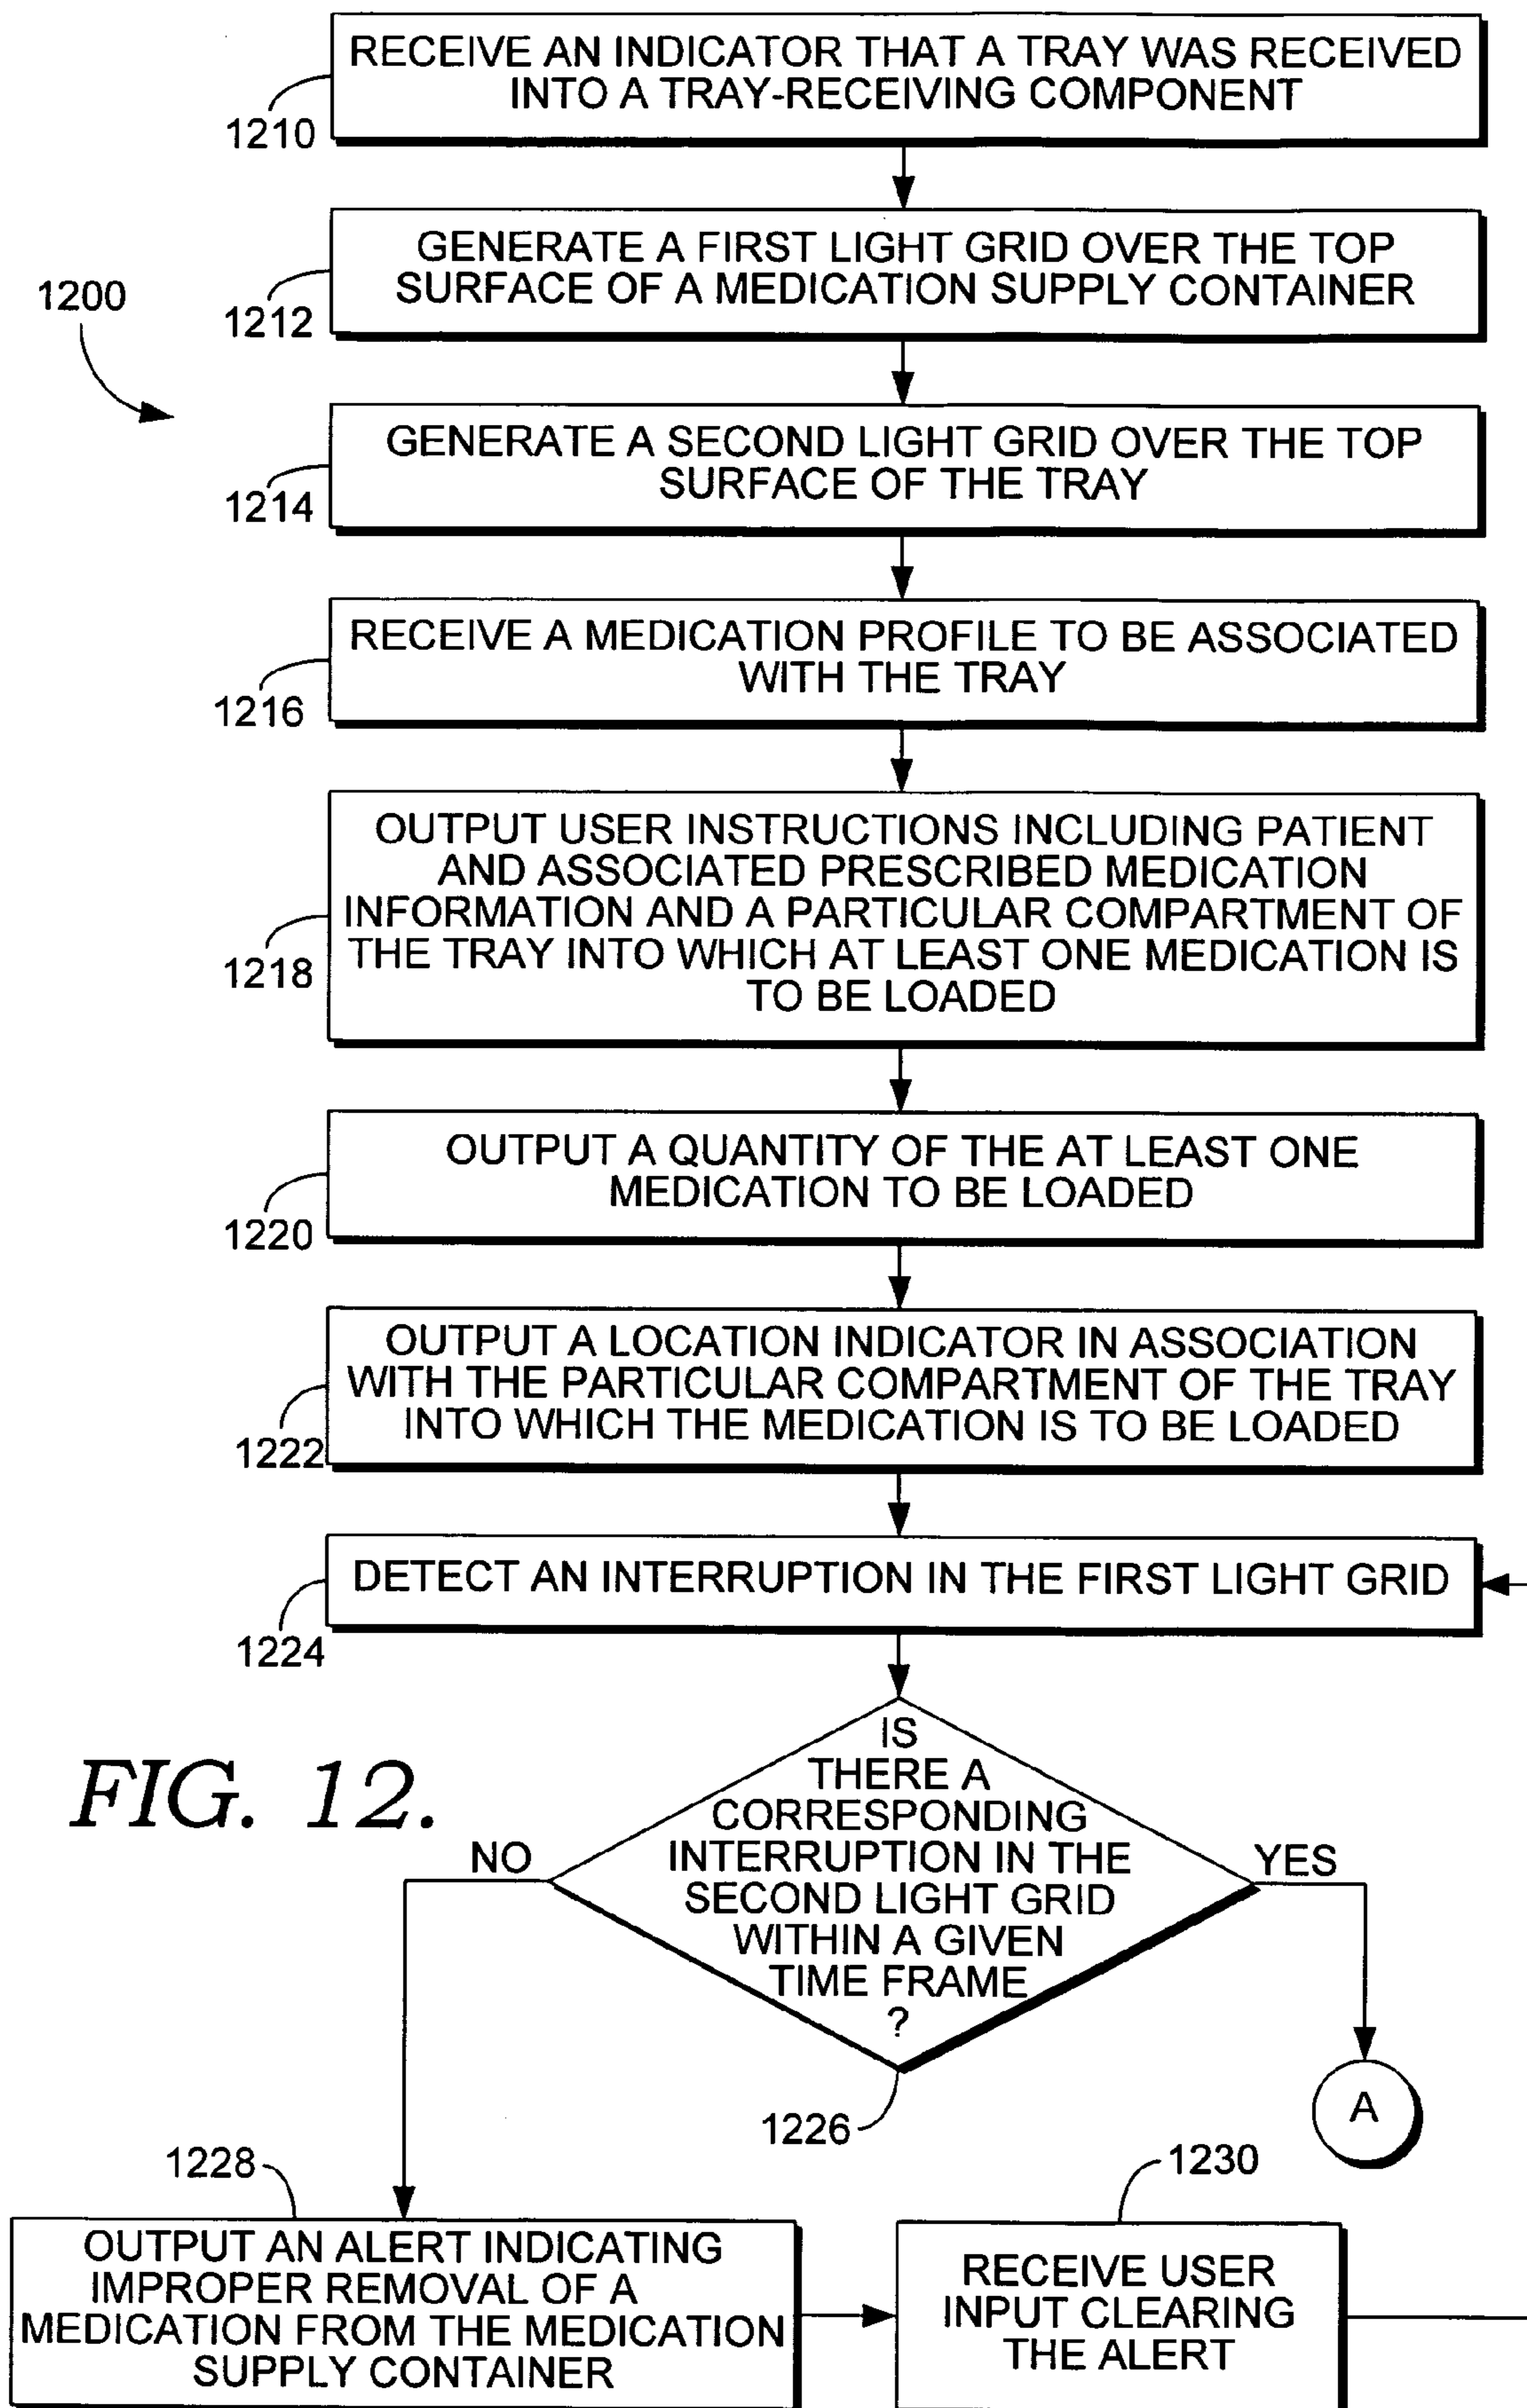 RECEIVE AN INDICATOR THAT A TRAY WAS RECEIVED
INTO A TRAY-RECEIVING COMPONENT
1210
GENERATE A FIRST LIGHT GRID OVER THE TOP
SURFACE OF A MEDICATION SUPPLY CONTAINER
1212
1200
GENERATE A SECOND LIGHT GRID OVER THE TOP
SURFACE OF THE TRAY
1214
RECEIVE A MEDICATION PROFILE TO BE ASSOCIATED
WITH THE TRAY
1216
OUTPUT USER INSTRUCTIONS INCLUDING PATIENT
AND ASSOCIATED PRESCRIBED MEDICATION
INFORMATION AND A PARTICULAR COMPARTMENT OF
THE TRAY INTO WHICH AT LEAST ONE MEDICATION IS
TO BE LOADED
1218
OUTPUT A QUANTITY OF THE AT LEAST ONE
MEDICATION TO BE LOADED
1220
OUTPUT A LOCATION INDICATOR IN ASSOCIATION
WITH THE PARTICULAR COMPARTMENT OF THE TRAY
INTO WHICH THE MEDICATION IS TO BE LOADED
1222
DETECT AN INTERRUPTION IN THE FIRST LIGHT GRID
1224
FIG. 12.
IS
THERE A
CORRESPONDING
INTERRUPTION IN THE
SECOND LIGHT GRID
WITHIN A GIVEN
TIME FRAME
?
NO
YES
1226
A
1228
OUTPUT AN ALERT INDICATING
IMPROPER REMOVAL OF A
MEDICATION FROM THE MEDICATION
SUPPLY CONTAINER
1230
RECEIVE USER
INPUT CLEARING
THE ALERT